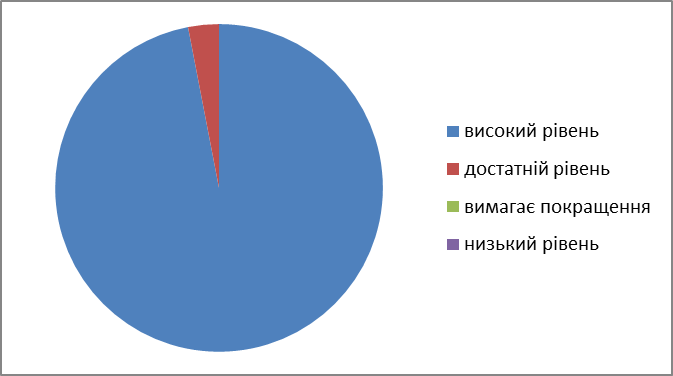 високий рівень
достатній рівень
вимагає покращення
низький рівень